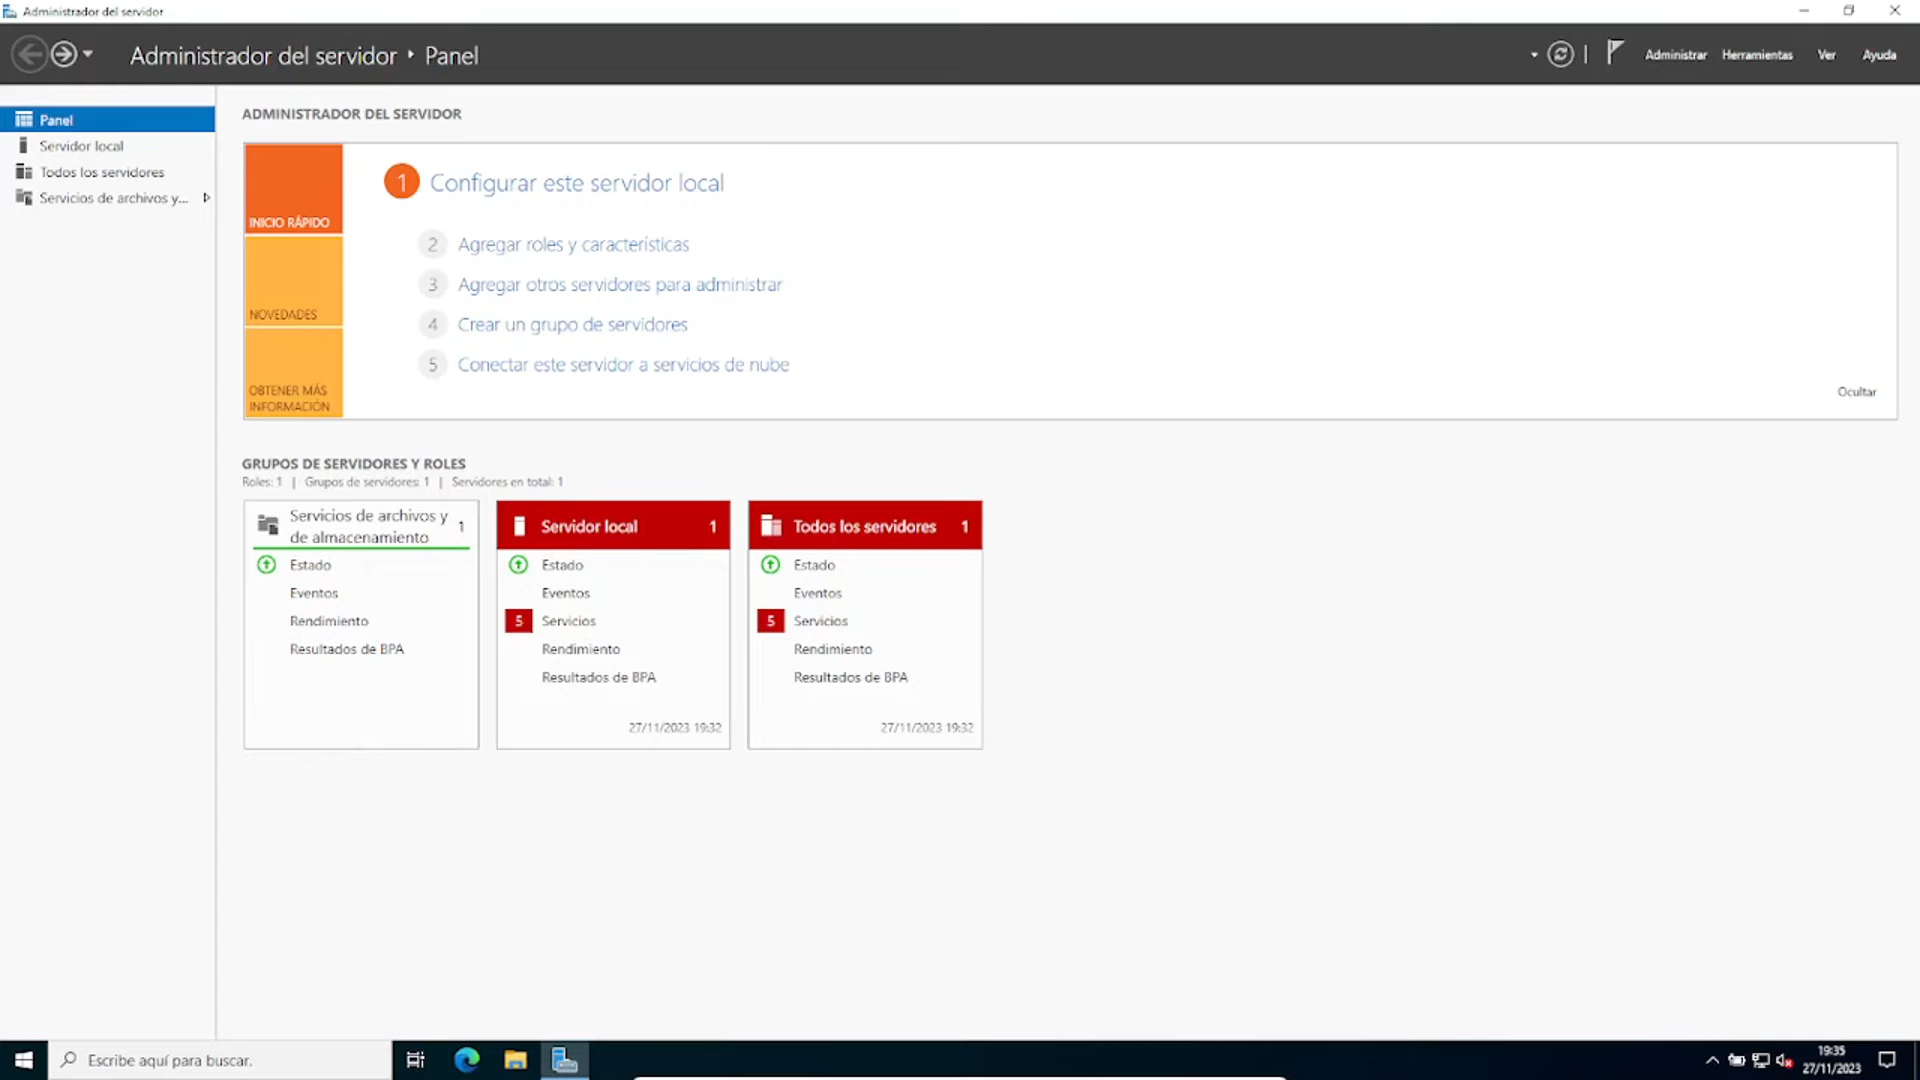 Administrador del servidor
Administrador del servidor ‣ Panel
Administrar Herramientas Ver Ayuda
Panel
Servidor local
Todos los servidores
Servicios de archivos y...
ADMINISTRADOR DEL SERVIDOR
INICIO RÁPIDO
NOVEDADES
OBTENER MÁS
INFORMACIÓN
1 Configurar este servidor local
2 Agregar roles y características
3 Agregar otros servidores para administrar
4 Crear un grupo de servidores
5 Conectar este servidor a servicios de nube
Ocultar
GRUPOS DE SERVIDORES Y ROLES
Roles: 1 | Grupos de servidores: 1 | Servidores en total: 1
Servicios de archivos y
de almacenamiento
1
Estado
Eventos
Rendimiento
Resultados de BPA
Servidor local 1
Estado
Eventos
5 Servicios
Rendimiento
Resultados de BPA
27/11/2023 19:32
Todos los servidores 1
Estado
Eventos
5 Servicios
Rendimiento
Resultados de BPA
27/11/2023 19:32
Escribe aquí para buscar.
19:35
27/11/2023